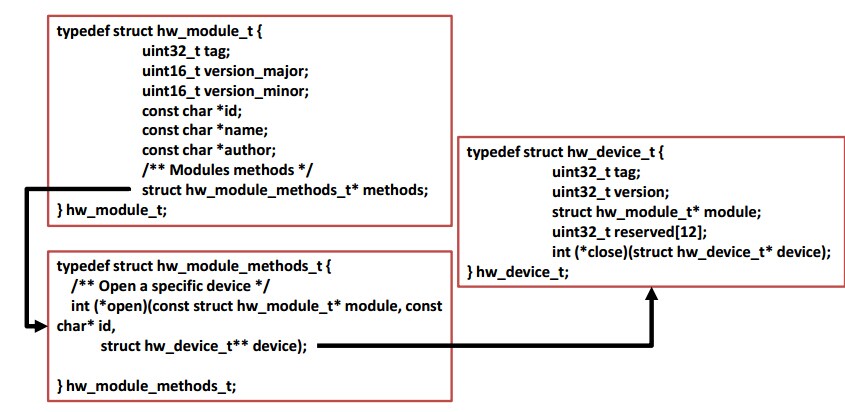 typedef struct hw_module_t {
uint32_t tag;
uint16_t version_major;
uint16_t version_minor;
const char *id;
const char *name;
const char *author;
/** Modules methods */
struct hw_module_methods_t* methods;
} hw_module_t;
typedef struct hw_module_methods_t {
/** Open a specific device */
int (*open)(const struct hw_module_t* module, const
char* id,
struct hw_device_t** device);
} hw_module_methods_t;
typedef struct hw_device_t {
uint32_t tag;
uint32_t version;
struct hw_module_t* module;
uint32_t reserved[12];
int (*close)(struct hw_device_t* device);
} hw_device_t;